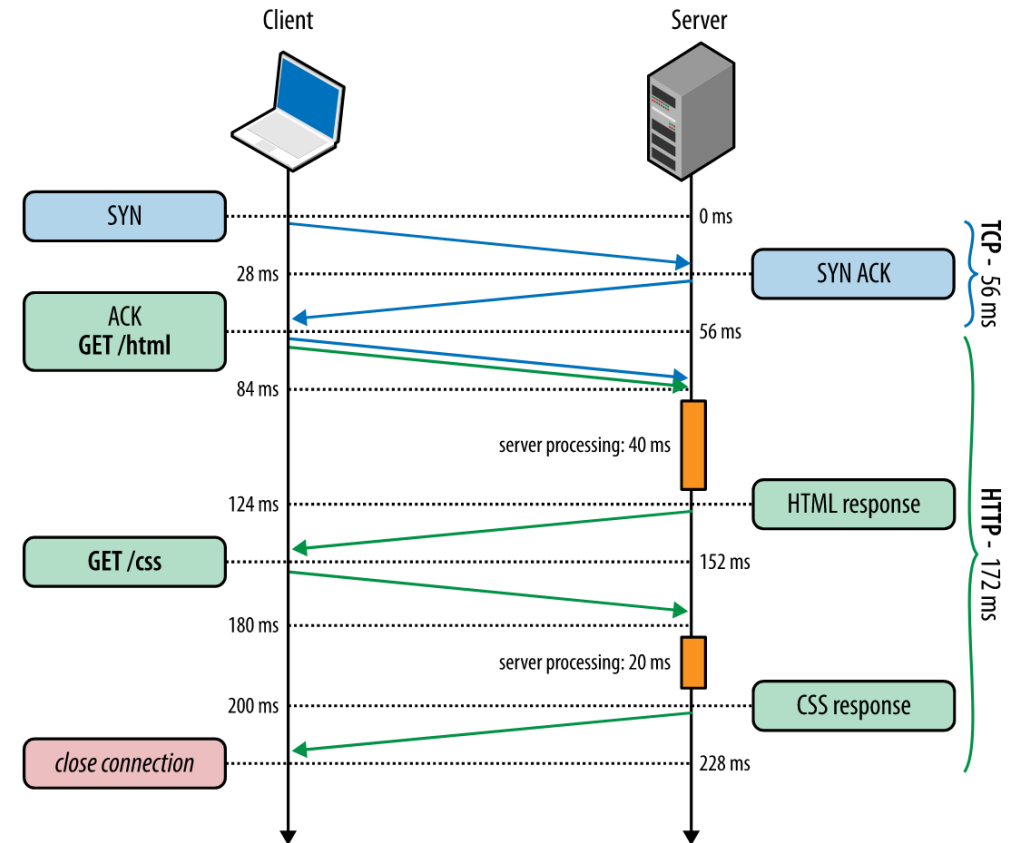 Client
Server
SYN
0 ms
28 ms
SYN ACK
TCP - 56 ms
ACK
GET /html
56 ms
84 ms
server processing: 40 ms
124 ms
HTML response
HTTP - 172 ms
GET /css
152 ms
180 ms
server processing: 20 ms
200 ms
CSS response
close connection
228 ms